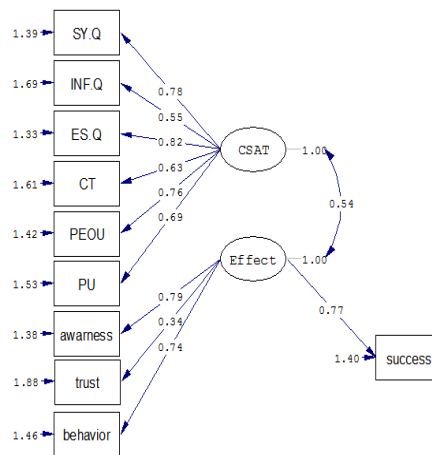 1.39
SY.Q
1.69
INF.Q
0.78
0.55
1.33
ES.Q
0.82
CSAT
1.00
1.61
CT
0.63
0.76
1.42
PEOU
0.69
0.54
1.53
PU
Effect
1.00
0.79
0.34
0.74
0.77
1.38
awarness
1.88
trust
1.40
success
1.46
behavior